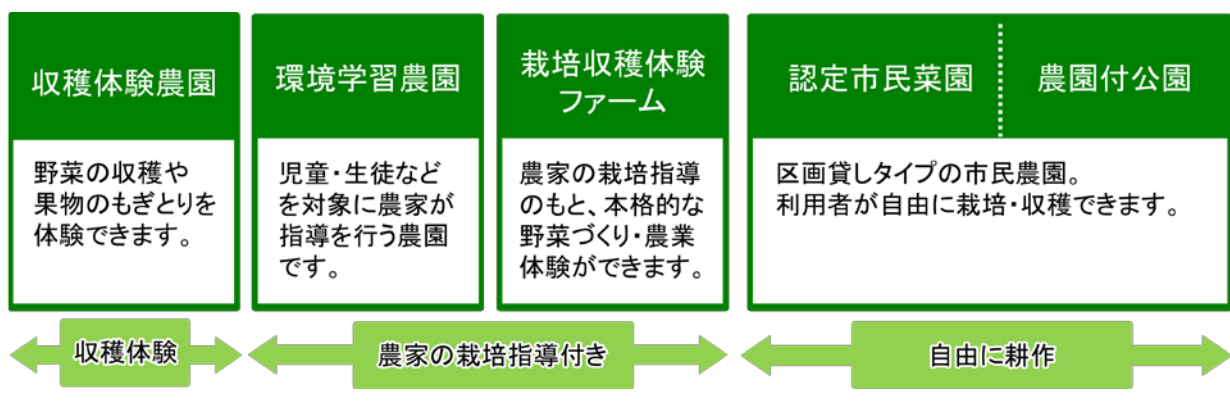 収穫体験農園
野菜の収穫や
果物のもぎとりを
体験できます。
環境学習農園
児童・生徒など
を対象に農家が
指導を行う農園
です。
栽培収穫体験
ファーム
農家の栽培指導
のもと、本格的な
野菜づくり・農業
体験ができます。
認定市民菜園
農園付公園
区画貸しタイプの市民農園。
利用者が自由に栽培・収穫できます。
収穫体験
農家の栽培指導付き
自由に耕作